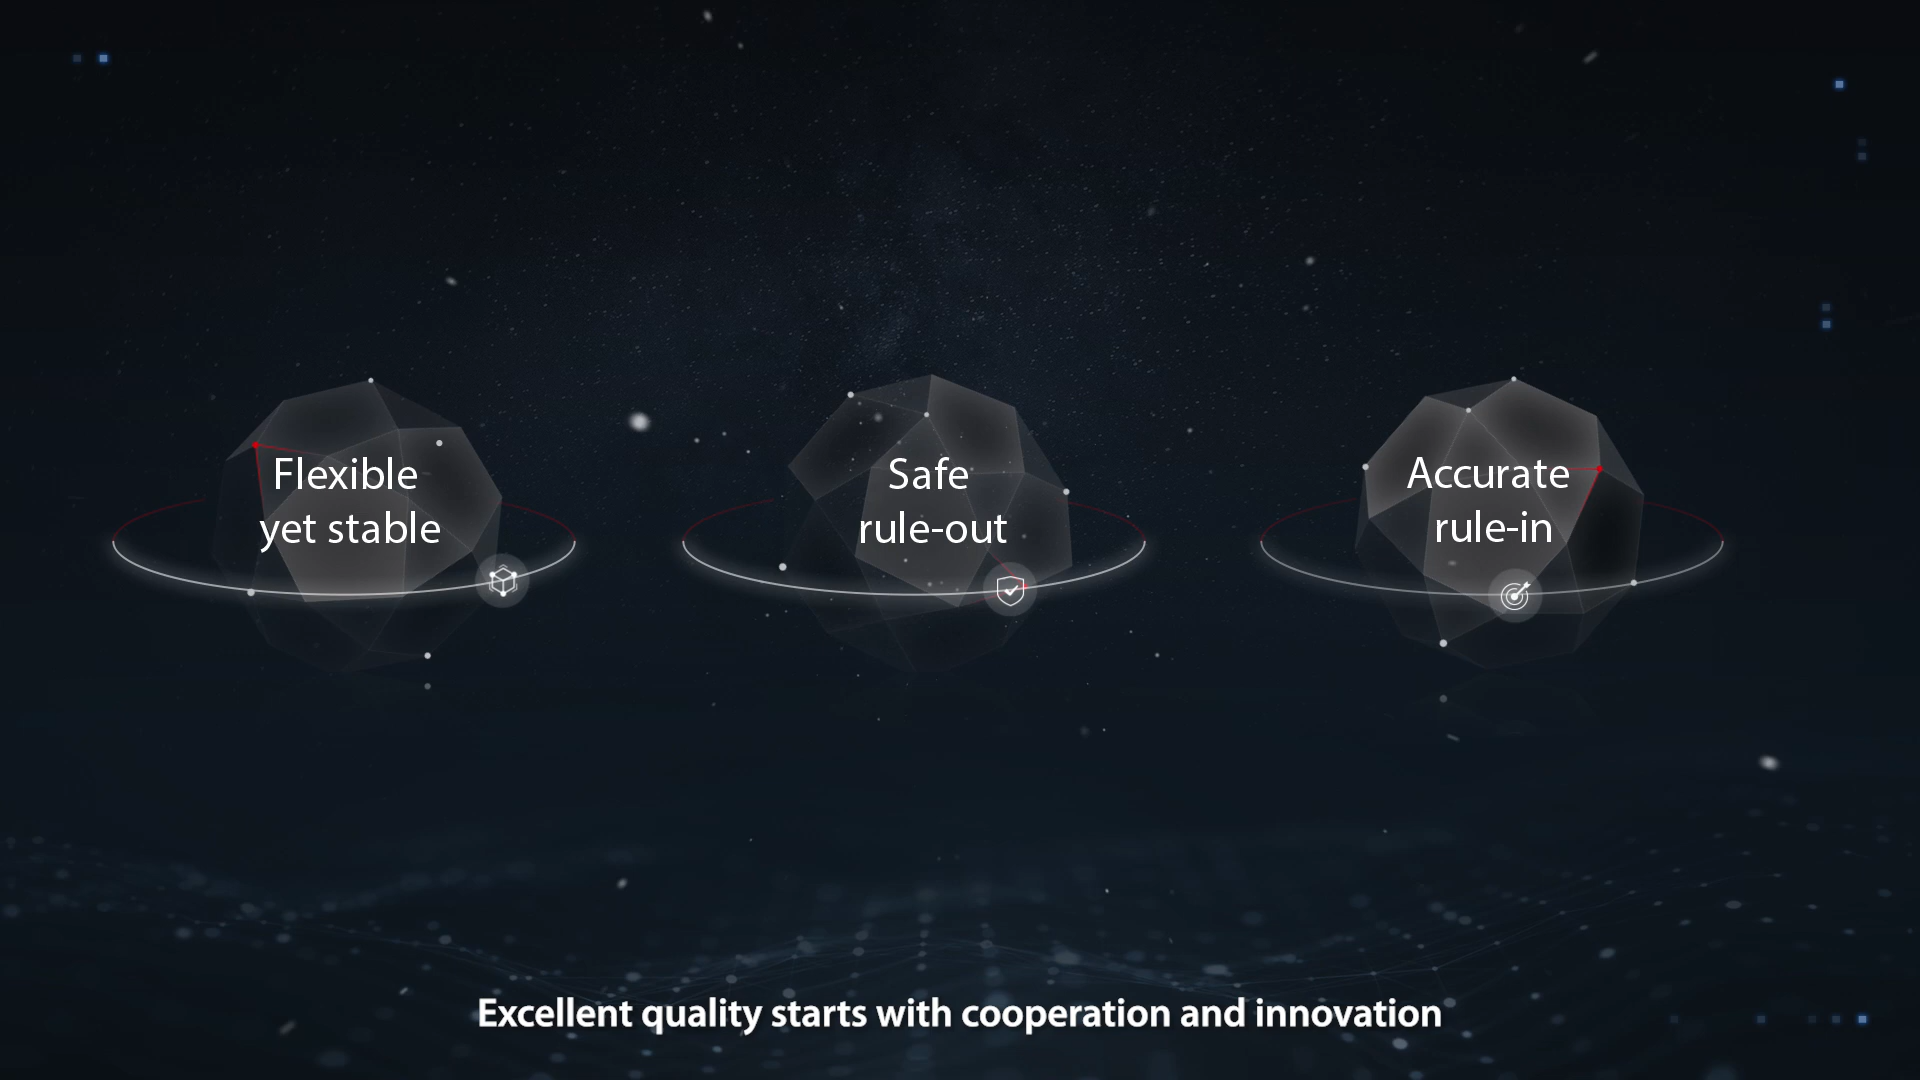 Flexible
yet stable
Safe
rule-out
Accurate
rule-in
Excellent quality starts with cooperation and innovation